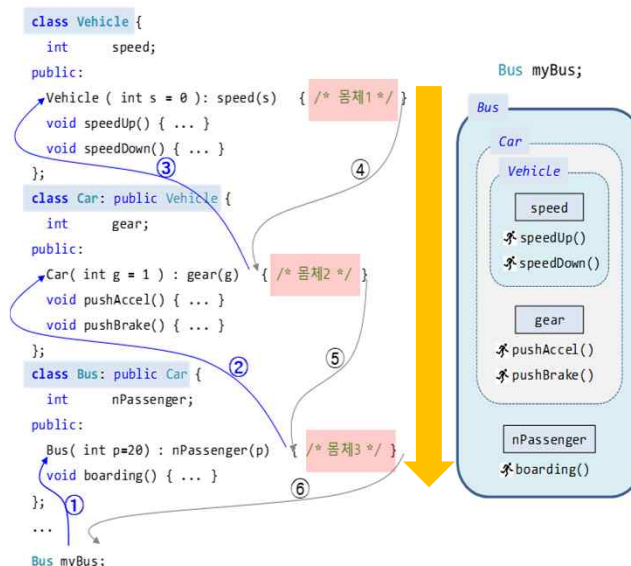 class Vehicle {
int speed;
public:
Vehicle ( int s = 0 ): speed(s) { /* 몸체1 */ }
void speedUp() { ... }
void speedDown() { ... }
};
③
④
class Car: public Vehicle {
int gear;
public:
Car( int g = 1 ) : gear(g) { /* 몸체2 */ }
void pushAccel() { ... }
void pushBrake() { ... }
};
②
⑤
class Bus: public Car {
int nPassenger;
public:
Bus( int p=20) : nPassenger(p) { /* 몸체3 */ }
void boarding() { ... }
};
①
⑥
...
Bus myBus;
Bus myBus;
Bus
Car
Vehicle
speed
speedUp()
speedDown()
gear
pushAccel()
pushBrake()
nPassenger
boarding()